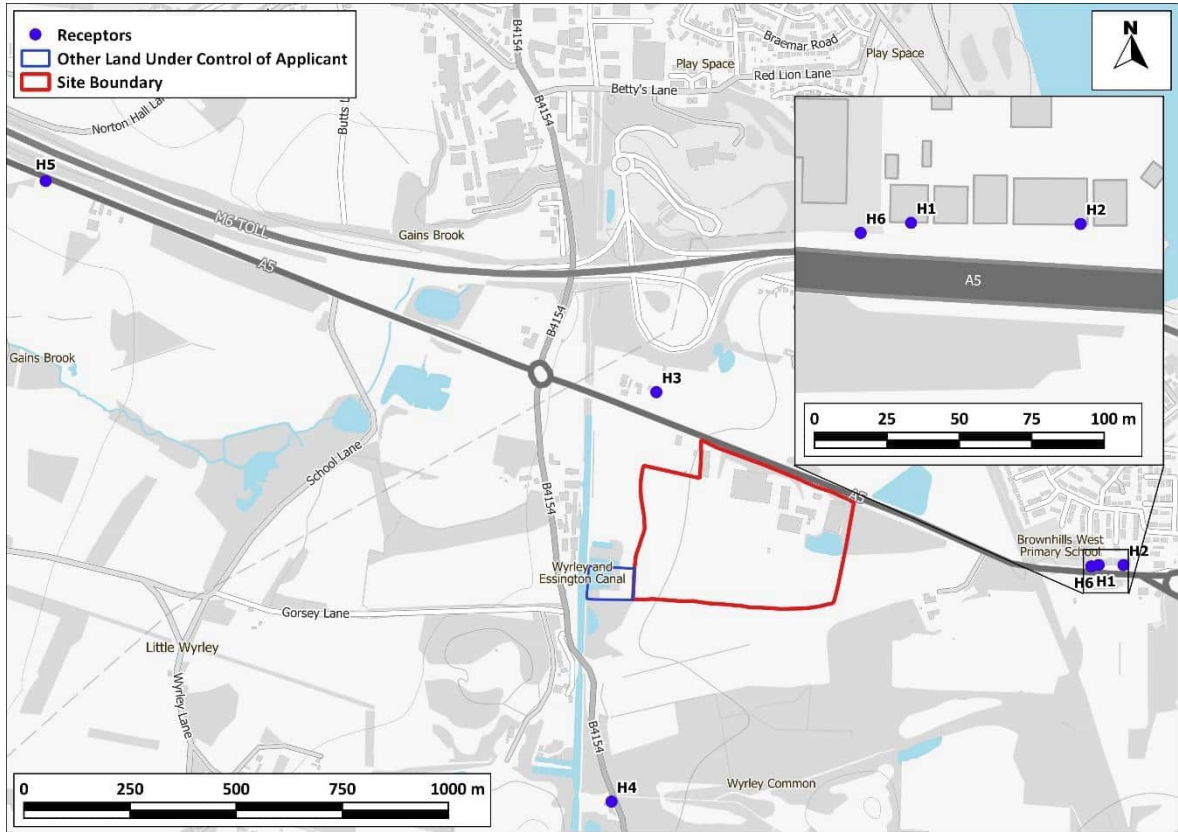 Receptors
Other Land Under Control of Applicant
Site Boundary
N
B4154
Braemar Road
Play Space
Play Space
Red Lion Lane
Betty's Lane
B4154
Norton Hall Lane
Butts L
H5
M6 TOLL
A5
Gains Brook
B4154
H6
H1
H2
A5
0 25 50 75 100 m
Gains Brook
H3
School Lane
B4154
A5
Brownhills West
Primary School
H2
H6
H1
Wyrley and
Essington Canal
Gorsey Lane
Little Wyrley
Wyrley Lane
B4154
Wyrley Common
H4
0 250 500 750 1000 m